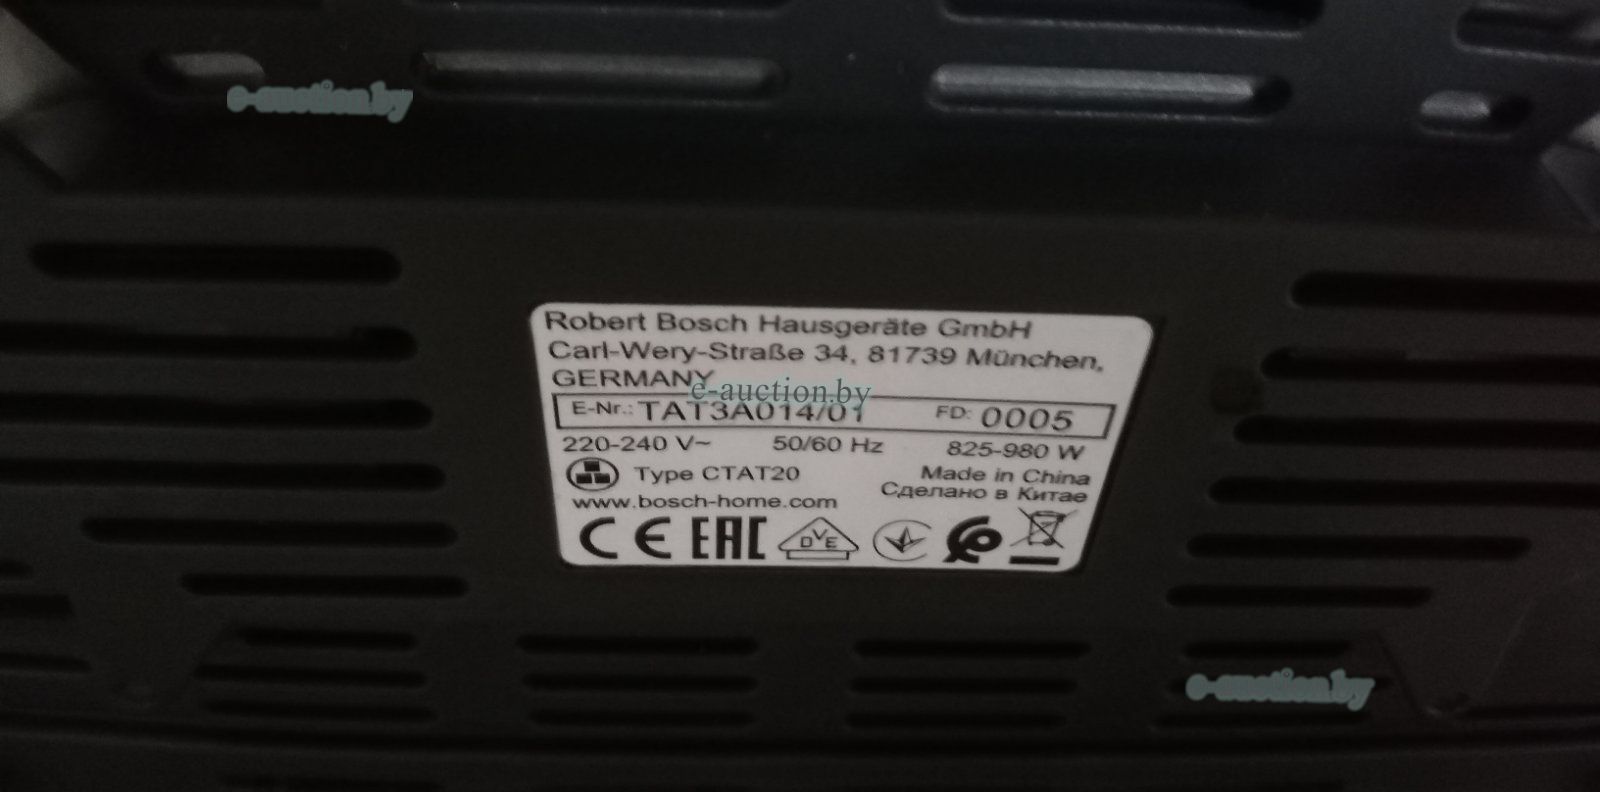 e-auction.by
Robert Bosch Hausgeräte GmbH
Carl-Wery-Straße 34, 81739 München,
GERMANY
e-auction.by
E-Nr.: TAT3A014/01 FD: 0005
220-240 V~ 50/60 Hz 825-980 W
Type CTAT20 Made in China
Сделано в Китае
www.bosch-home.com
CE EAC DVE
e-auction.by